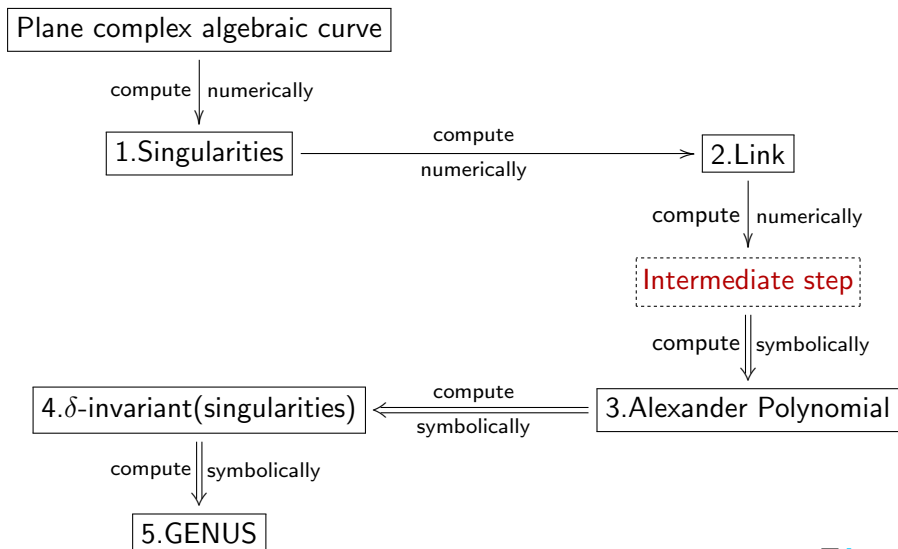 Plane complex algebraic curve
compute numerically
1.Singularities
compute
numerically
2.Link
compute numerically
Intermediate step
compute symbolically
3.Alexander Polynomial
compute
symbolically
4.δ-invariant(singularities)
compute symbolically
5.GENUS